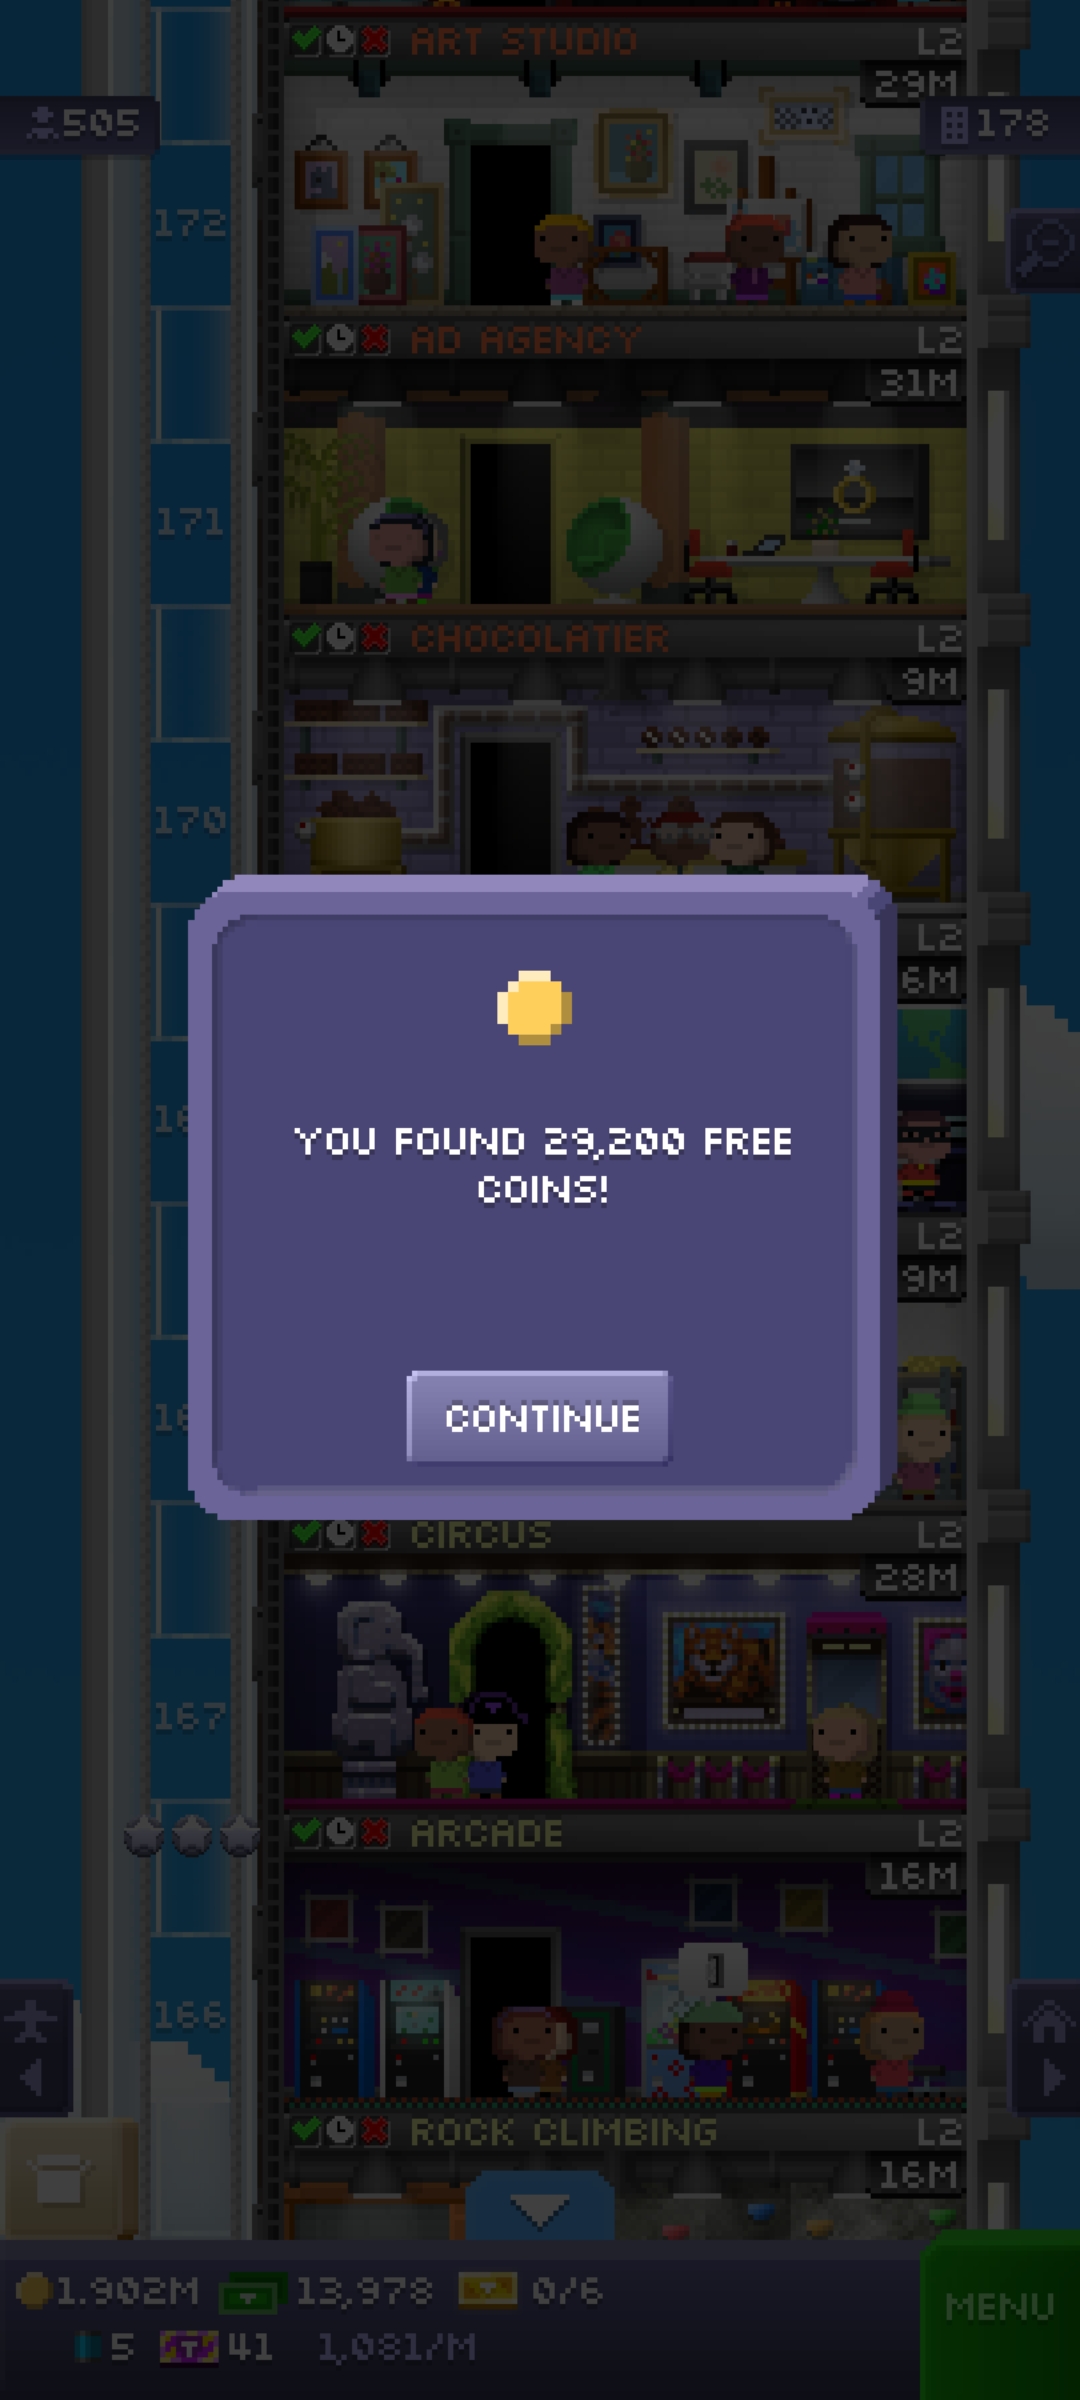 ART STUDIO L2
29M
505
178
172
AD AGENCY L2
31M
171
CHOCOLATIER L2
9M
170
L2
6M
YOU FOUND 29,200 FREE
COINS!
L2
9M
CONTINUE
CIRCUS L2
28M
167
ARCADE L2
16M
166
ROCK CLIMBING L2
16M
1.902M 13,978 0/6
5 41 1,081/M
MENU